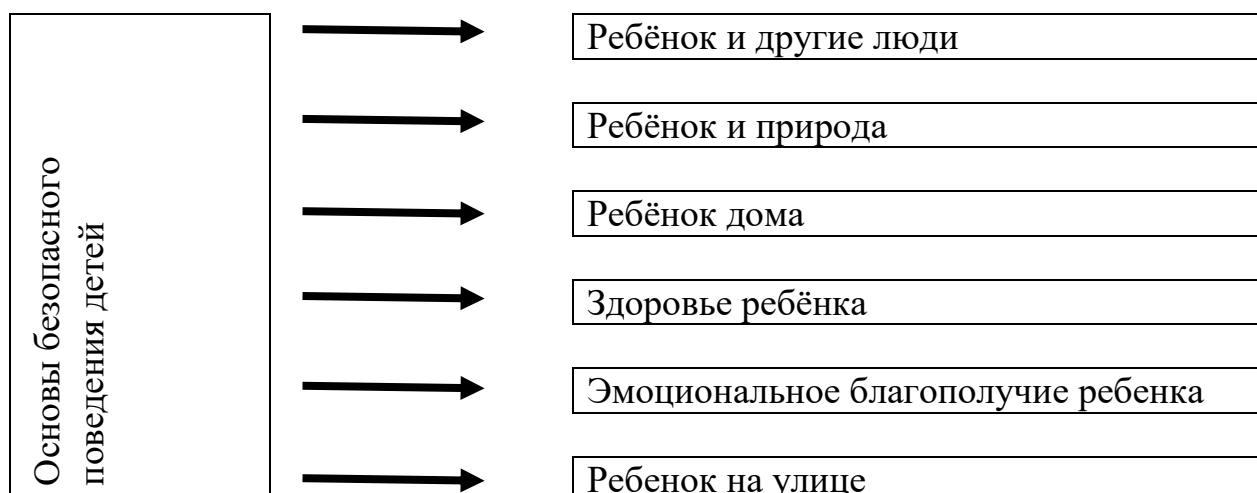 Основы безопасного
поведения детей
Ребёнок и другие люди
Ребёнок и природа
Ребёнок дома
Здоровье ребёнка
Эмоциональное благополучие ребенка
Ребенок на улице